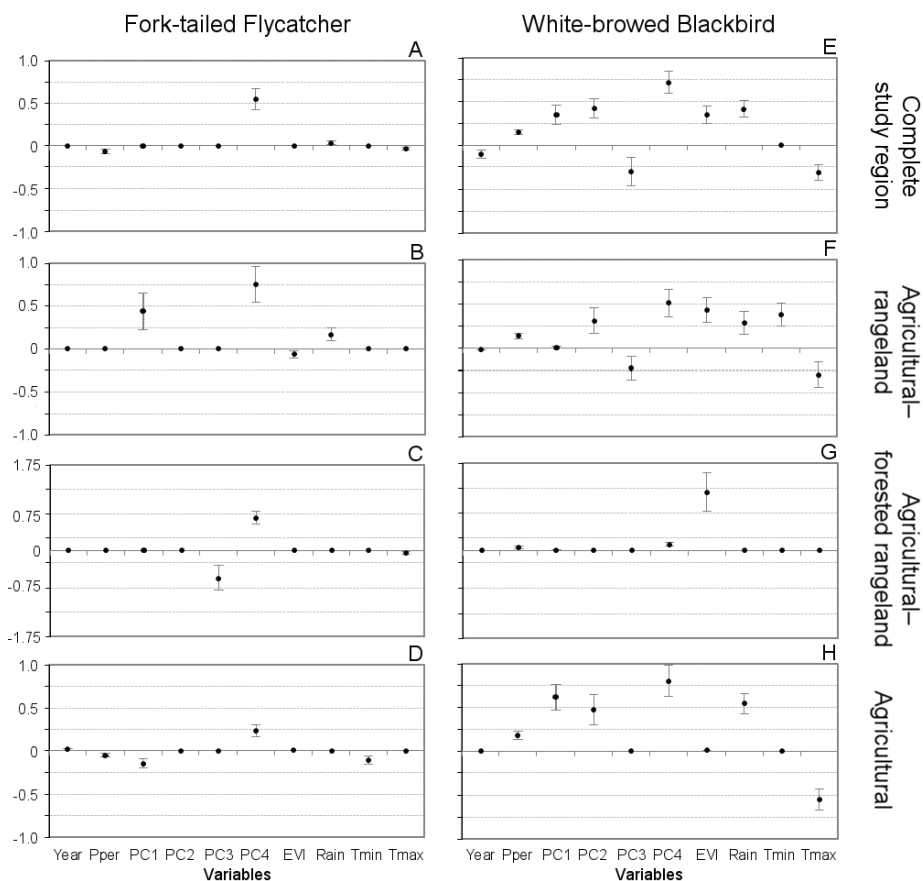 Fork-tailed Flycatcher
White-browed Blackbird
A
1.0
0.5
0
-0.5
-1.0
E
Complete
study region
B
1.0
0.5
0
-0.5
-1.0
F
Agricultural–
rangeland
C
1.75
0.75
0
-0.75
-1.75
G
Agricultural–
forested rangeland
D
1.0
0.5
0
-0.5
-1.0
H
Agricultural
Year Pper PC1 PC2 PC3 PC4 EVI Rain Tmin Tmax
Variables
Year Pper PC1 PC2 PC3 PC4 EVI Rain Tmin Tmax
Variables